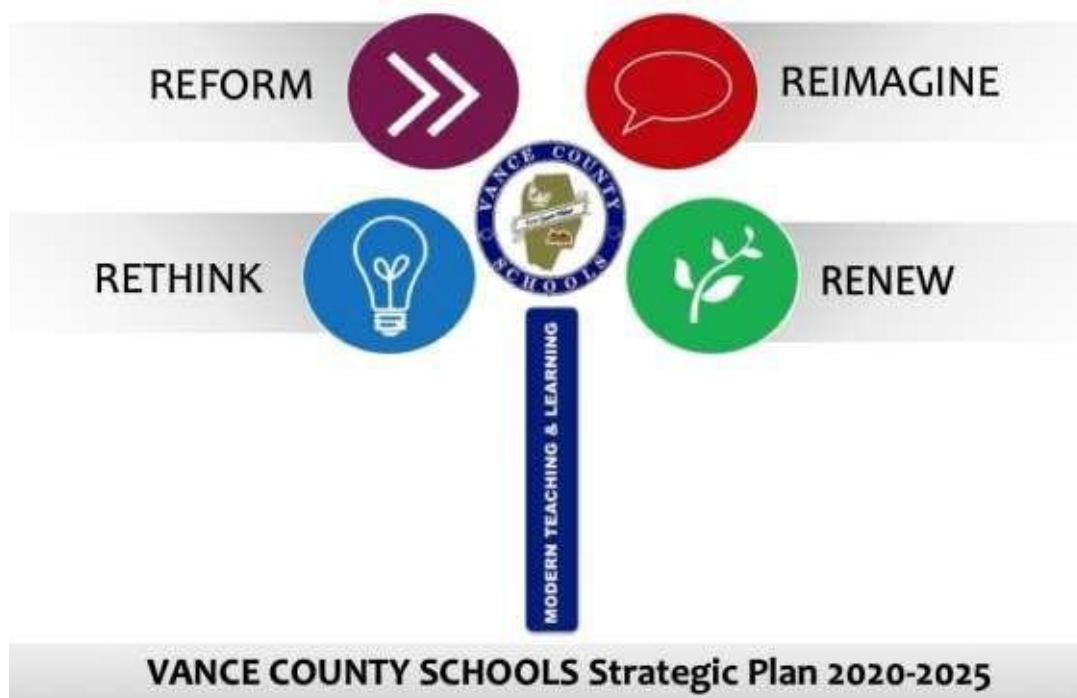 REFORM
REIMAGINE
VANCE COUNTY
SCHOOLS
RETHINK
RENEW
MODERN TEACHING & LEARNING
VANCE COUNTY SCHOOLS Strategic Plan 2020-2025